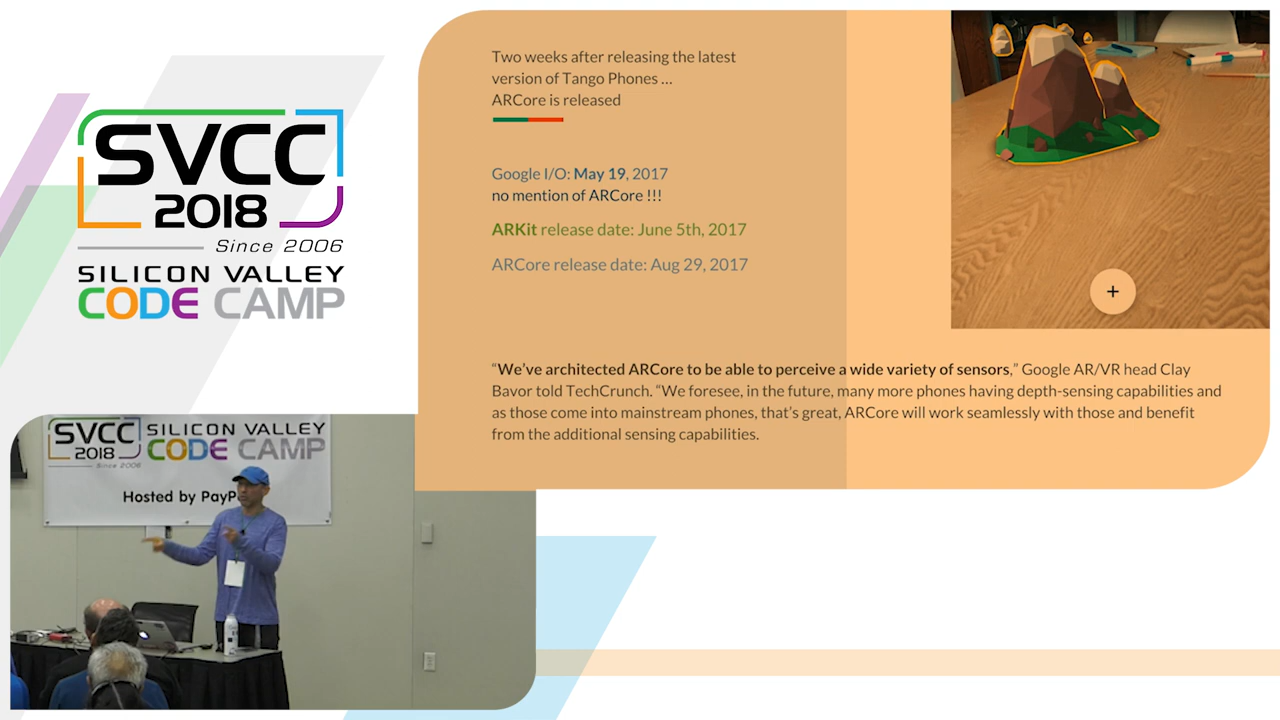 SVCC
2018
Since 2006
SILICON VALLEY
CODE CAMP
Two weeks after releasing the latest
version of Tango Phones ...
ARCore is released
Google I/O: May 19, 2017
no mention of ARCore !!!
ARKit release date: June 5th, 2017
ARCore release date: Aug 29, 2017
+
“We’ve architected ARCore to be able to perceive a wide variety of sensors,” Google AR/VR head Clay
Bavor told TechCrunch. “We foresee, in the future, many more phones having depth-sensing capabilities and
as those come into mainstream phones, that’s great, ARCore will work seamlessly with those and benefit
from the additional sensing capabilities.
SVCC
2018
Since 2006
SILICON VALLEY
CODE CAMP
Hosted by PayP